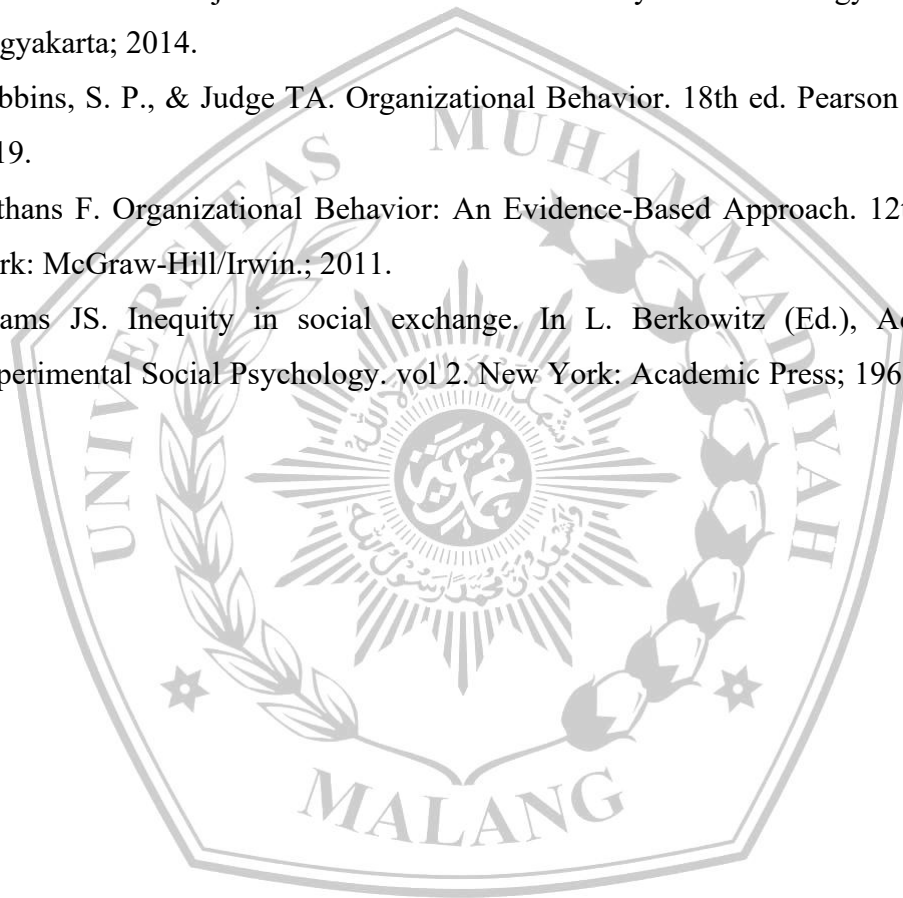 gyakarta; 2014.
bbins, S. P., & Judge TA. Organizational Behavior. 18th ed. Pearson
19.
thans F. Organizational Behavior: An Evidence-Based Approach. 12t
rk: McGraw-Hill/Irwin.; 2011.
ams JS. Inequity in social exchange. In L. Berkowitz (Ed.), Ad
perimental Social Psychology. vol 2. New York: Academic Press; 196
UNIVERSITAS MUHAMMADIYAH
MALANG